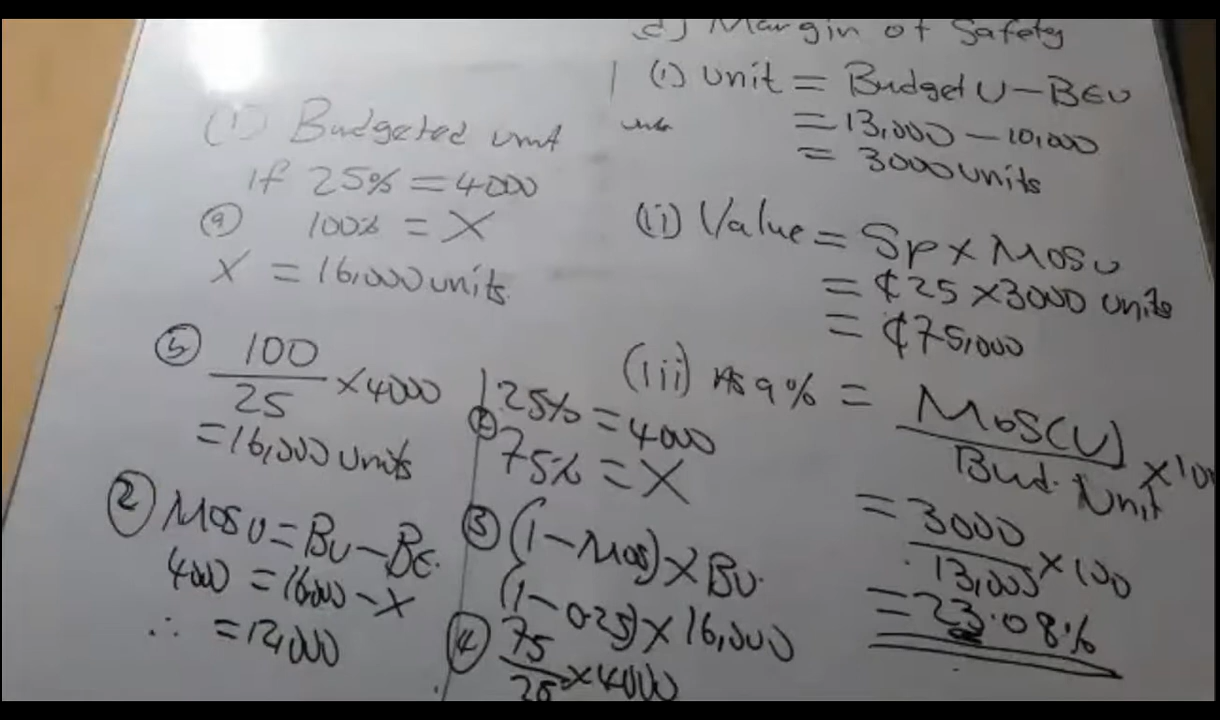 d) Margin of Safety
(i) unit = Budget U - BEU
= 13,000 - 10,000
= 3000 units
(ii) Value = Sp x MOSU
= ¢25 x 3000 units
= ¢75,000
(iii) As a % = MoS(U) / Bud. Unit x 100
= 3000 / 13,000 x 100
= 23.08%
(1) Budgeted unit
if 25% = 4000
(a) 100% = X
X = 16,000 units
(b) 100 / 25 x 4000
= 16,000 units
(2) MOSU = BU - BE
4000 = 16000 - X
∴ = 12,000
25% = 4000
75% = X
(3) (1 - Mos) x BU
(1 - 0.25) x 16,000
(4) 75 / 25 x 4000